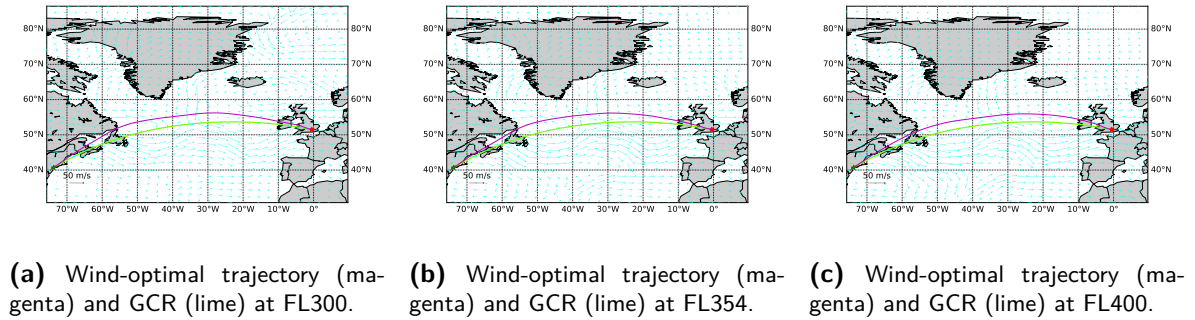 80°N 80°N 80°N 80°N 80°N 80°N
70°N 70°N 70°N 70°N 70°N 70°N
60°N 60°N 60°N 60°N 60°N 60°N
50°N 50°N 50°N 50°N 50°N 50°N
40°N 40°N 40°N 40°N 40°N 40°N
50 m/s 50 m/s 50 m/s
70°W 60°W 50°W 40°W 30°W 20°W 10°W 0° 70°W 60°W 50°W 40°W 30°W 20°W 10°W 0° 70°W 60°W 50°W 40°W 30°W 20°W 10°W 0°
(a) Wind-optimal trajectory (ma-
genta) and GCR (lime) at FL300.
(b) Wind-optimal trajectory (ma-
genta) and GCR (lime) at FL354.
(c) Wind-optimal trajectory (ma-
genta) and GCR (lime) at FL400.